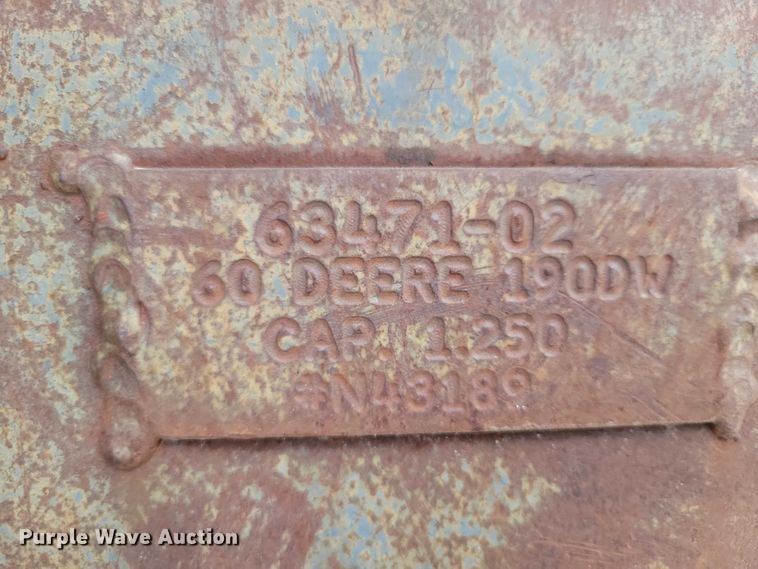 63471-02
60 DEERE 190DW
CAP. 1.250
#N43189
Purple Wave Auction